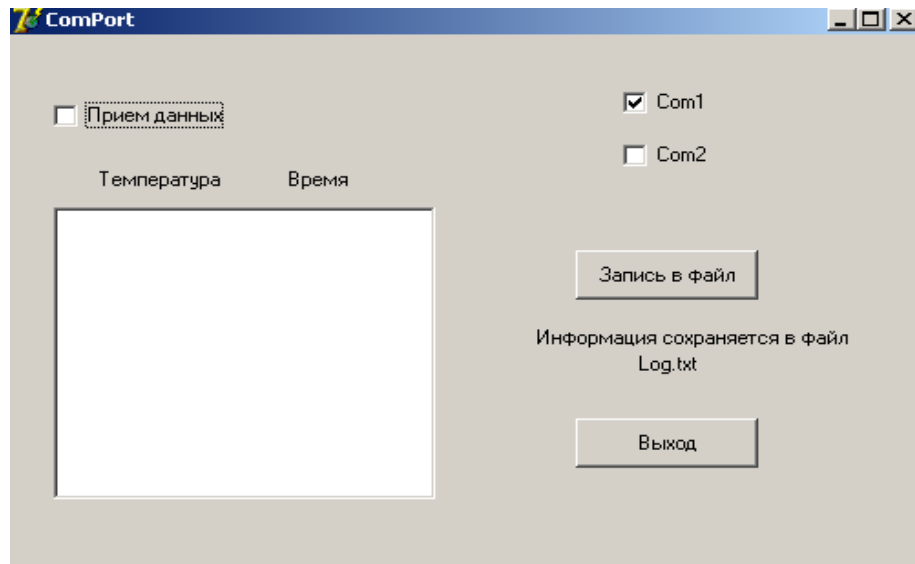 ComPort
Прием данных
Com1
Com2
Температура Время
Запись в файл
Информация сохраняется в файл
Log.txt
Выход